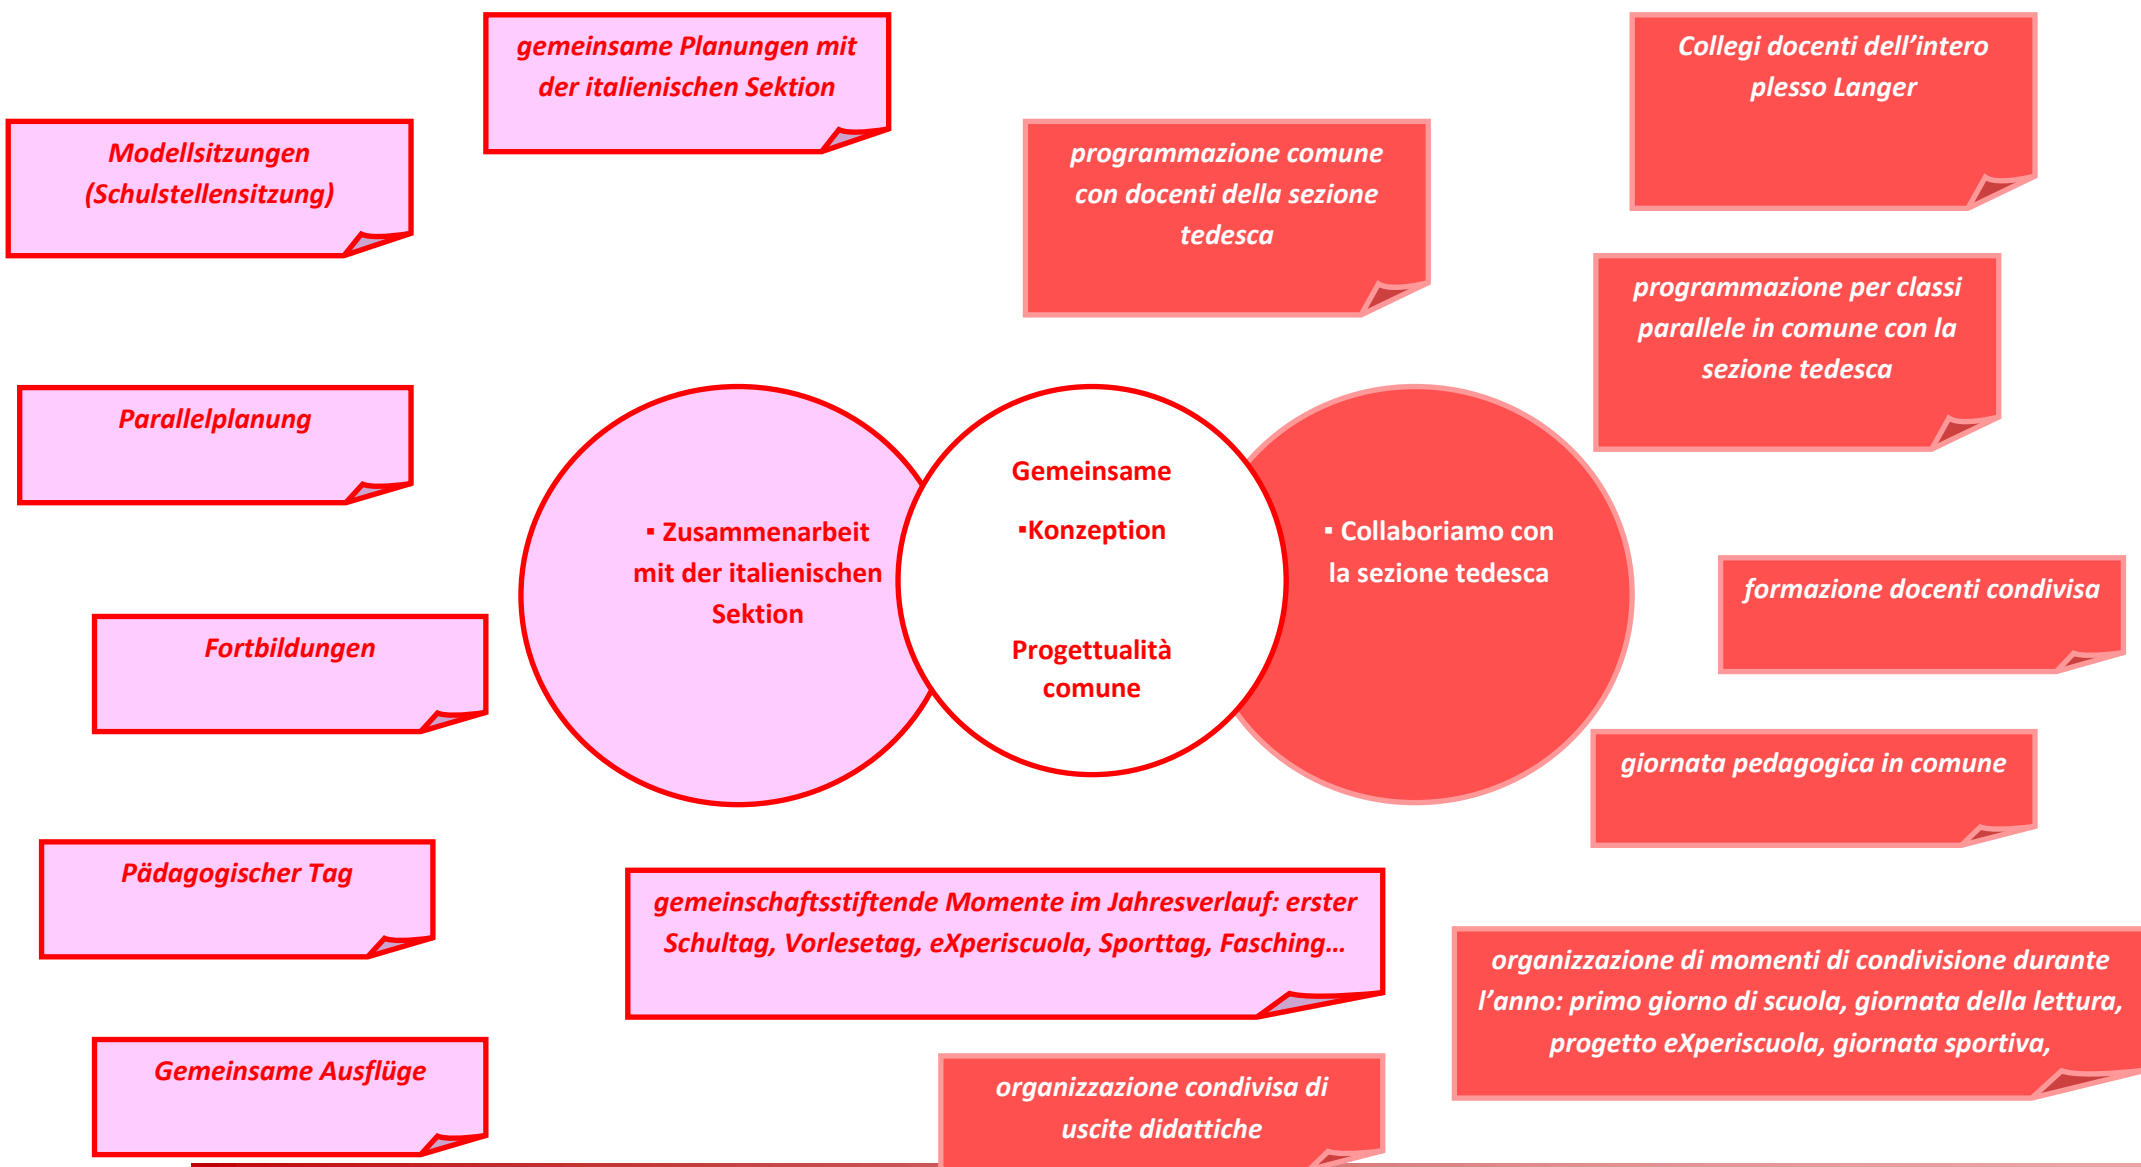 gemeinsame Planungen mit
der italienischen Sektion
Collegi docenti dell'intero
plesso Langer
Modellsitzungen
(Schulstellensitzung)
programmazione comune
con docenti della sezione
tedesca
programmazione per classi
parallele in comune con la
sezione tedesca
Parallelplanung
▪ Zusammenarbeit
mit der italienischen
Sektion
Gemeinsame
▪Konzeption
Progettualità
comune
▪ Collaboriamo con
la sezione tedesca
formazione docenti condivisa
Fortbildungen
giornata pedagogica in comune
Pädagogischer Tag
gemeinschaftsstiftende Momente im Jahresverlauf: erster
Schultag, Vorlesetag, eXperiscuola, Sporttag, Fasching…
organizzazione di momenti di condivisione durante
l'anno: primo giorno di scuola, giornata della lettura,
progetto eXperiscuola, giornata sportiva,
Gemeinsame Ausflüge
organizzazione condivisa di
uscite didattiche